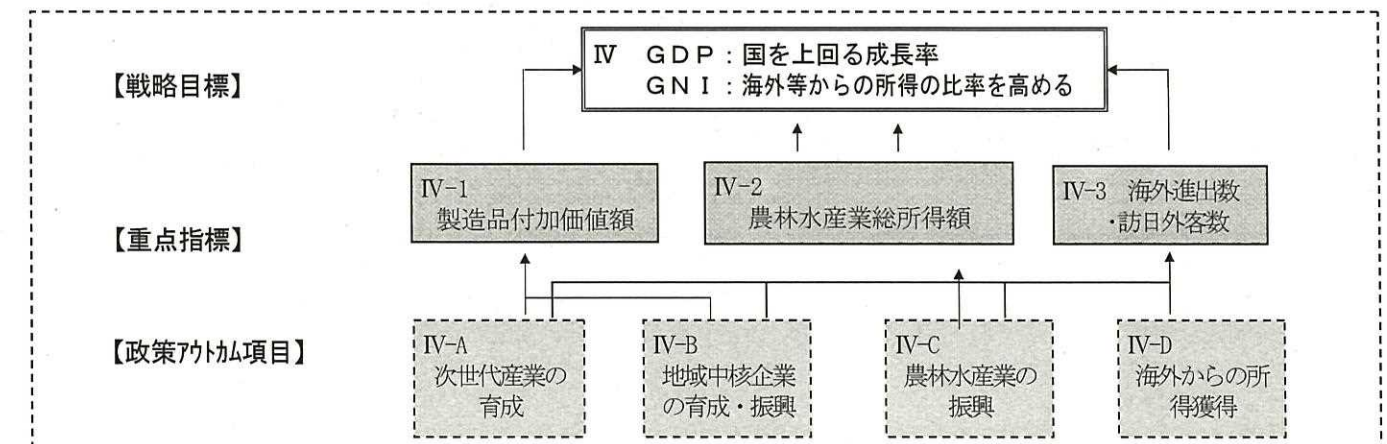 【戦略目標】
Ⅳ　ＧＤＰ：国を上回る成長率
ＧＮＩ：海外等からの所得の比率を高める
【重点指標】
Ⅳ-1
製造品付加価値額
Ⅳ-2
農林水産業総所得額
Ⅳ-3　海外進出数
・訪日外客数
【政策ｱｳﾄｶﾑ項目】
Ⅳ-A
次世代産業の
育成
Ⅳ-B
地域中核企業
の育成・振興
Ⅳ-C
農林水産業の
振興
Ⅳ-D
海外からの所
得獲得